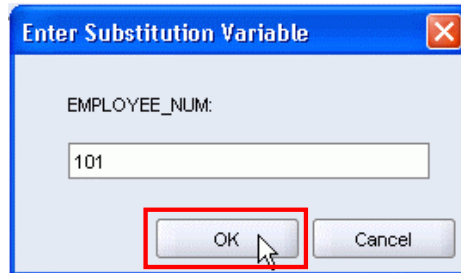 Enter Substitution Variable
EMPLOYEE_NUM:
101
OK
Cancel